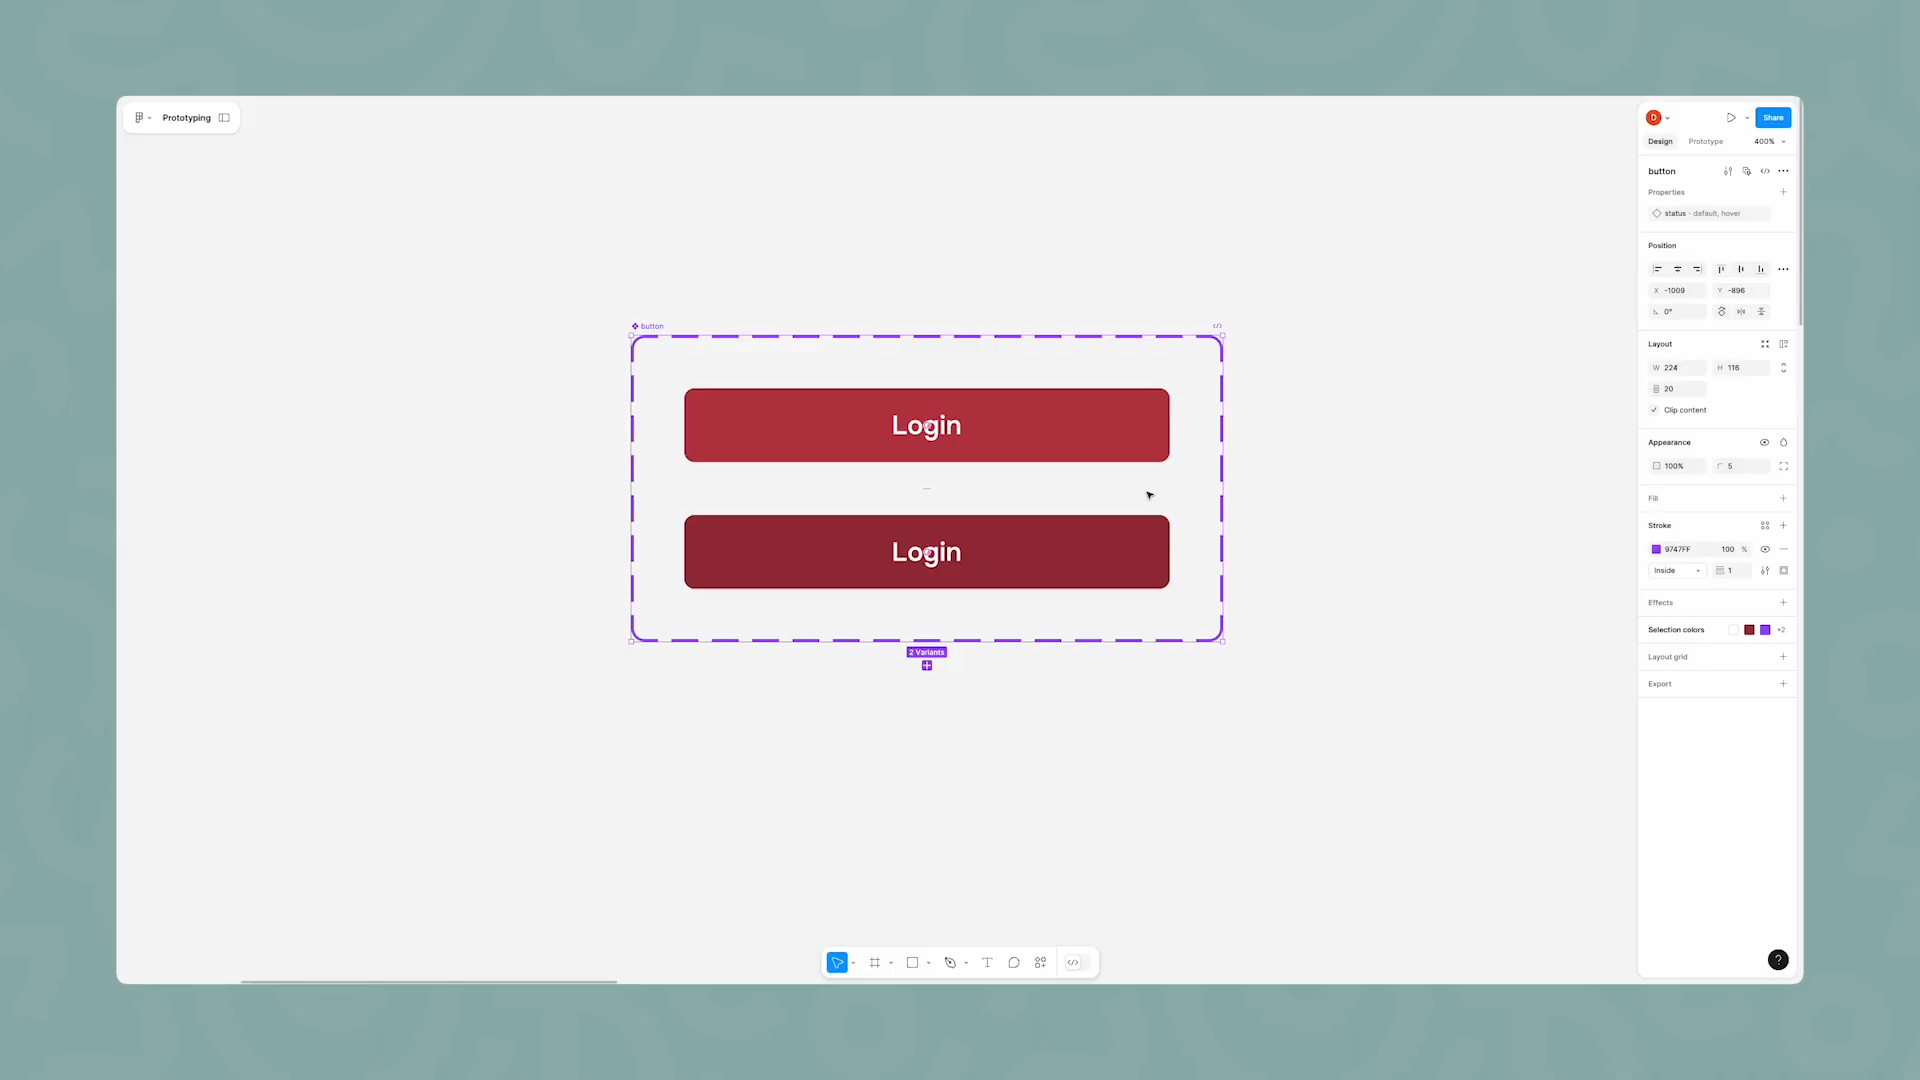 Prototyping
D
Share
Design Prototype 400%
button
Properties
status · default, hover
Position
X -1009 Y -896
0°
Layout
W 224 H 116
20
Clip content
Appearance
100% 5
Fill
Stroke
9747FF 100 %
Inside 1
Effects
Selection colors +2
Layout grid
Export
button
Login
Login
2 Variants
?